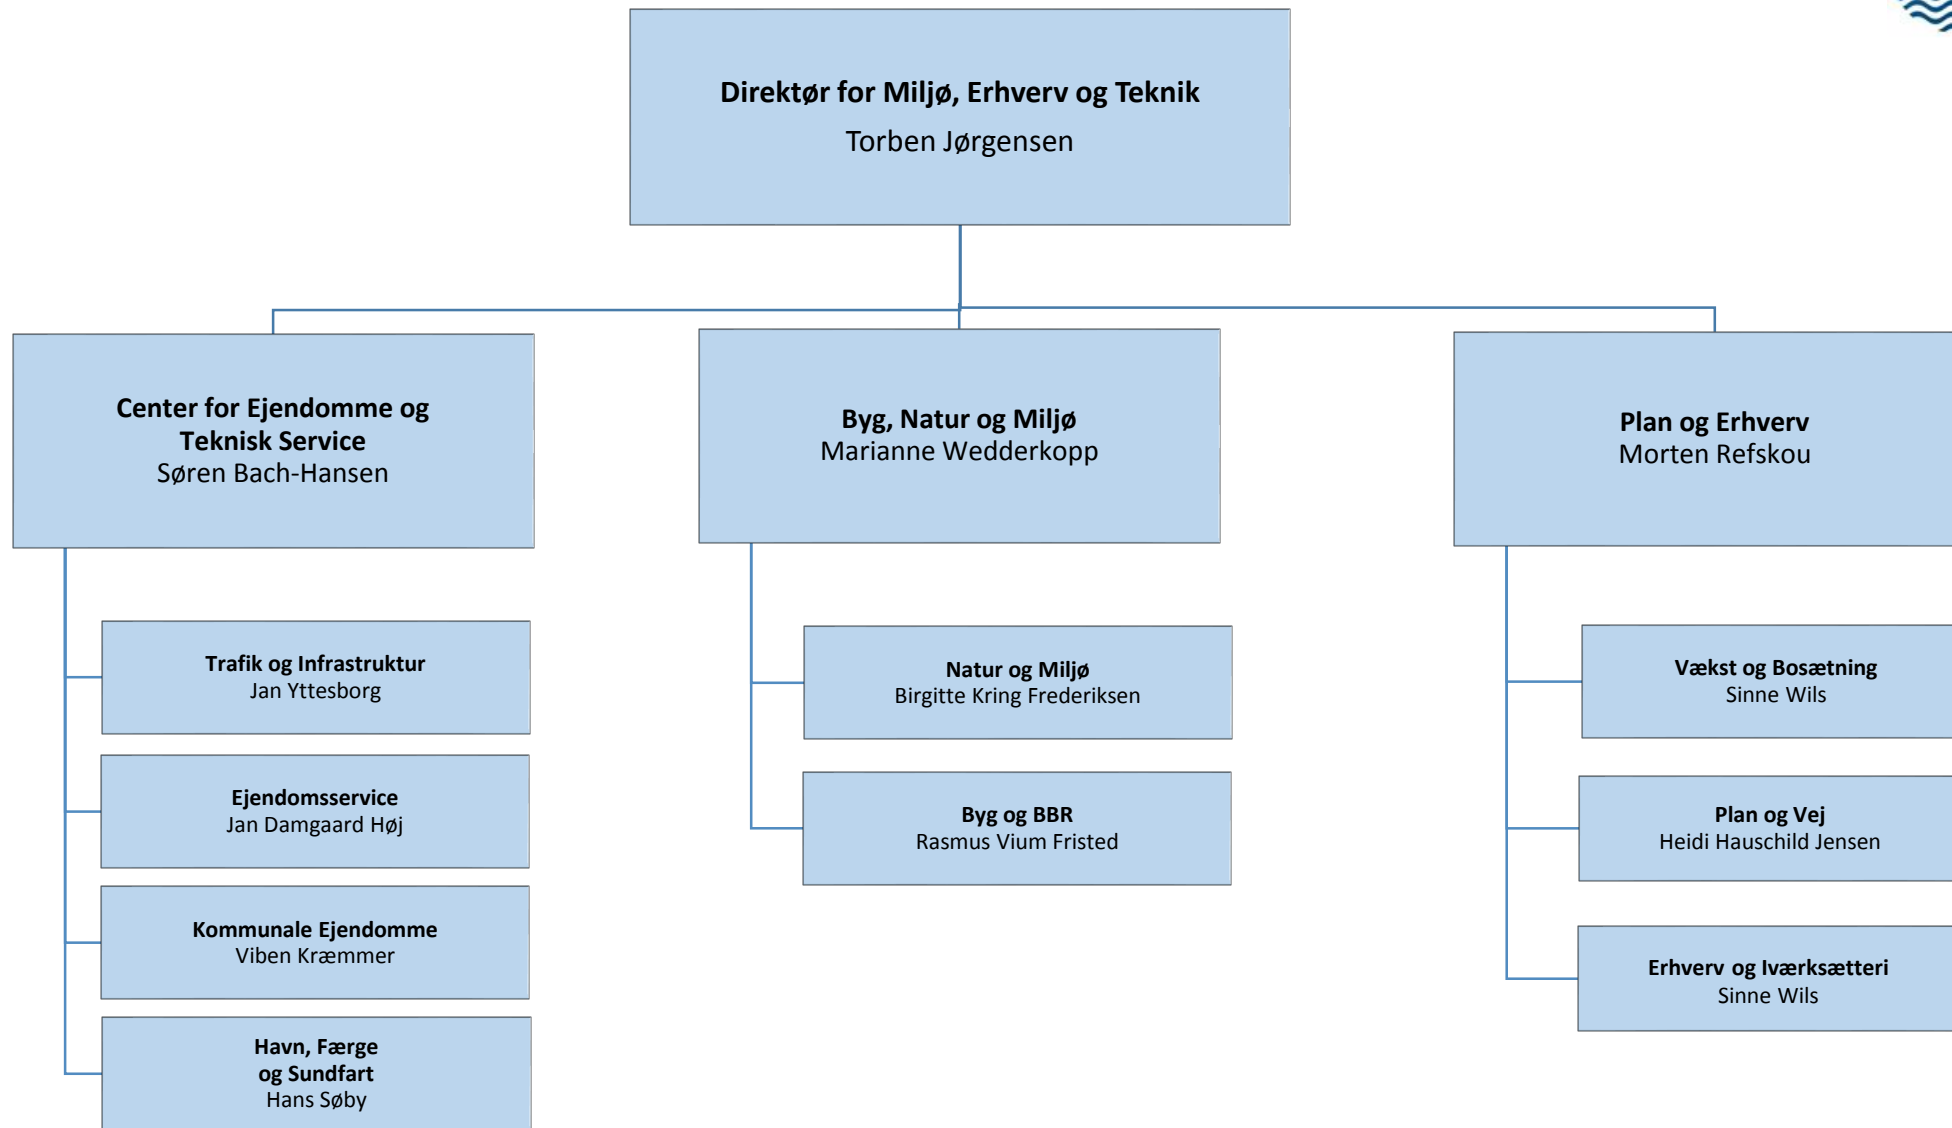 Direktør for Miljø, Erhverv og Teknik
Torben Jørgensen
Center for Ejendomme og
Teknisk Service
Søren Bach-Hansen
Byg, Natur og Miljø
Marianne Wedderkopp
Plan og Erhverv
Morten Refskou
Trafik og Infrastruktur
Jan Yttesborg
Ejendomsservice
Jan Damgaard Høj
Kommunale Ejendomme
Viben Kræmmer
Havn, Færge
og Sundfart
Hans Søby
Natur og Miljø
Birgitte Kring Frederiksen
Byg og BBR
Rasmus Vium Fristed
Vækst og Bosætning
Sinne Wils
Plan og Vej
Heidi Hauschild Jensen
Erhverv og Iværksætteri
Sinne Wils